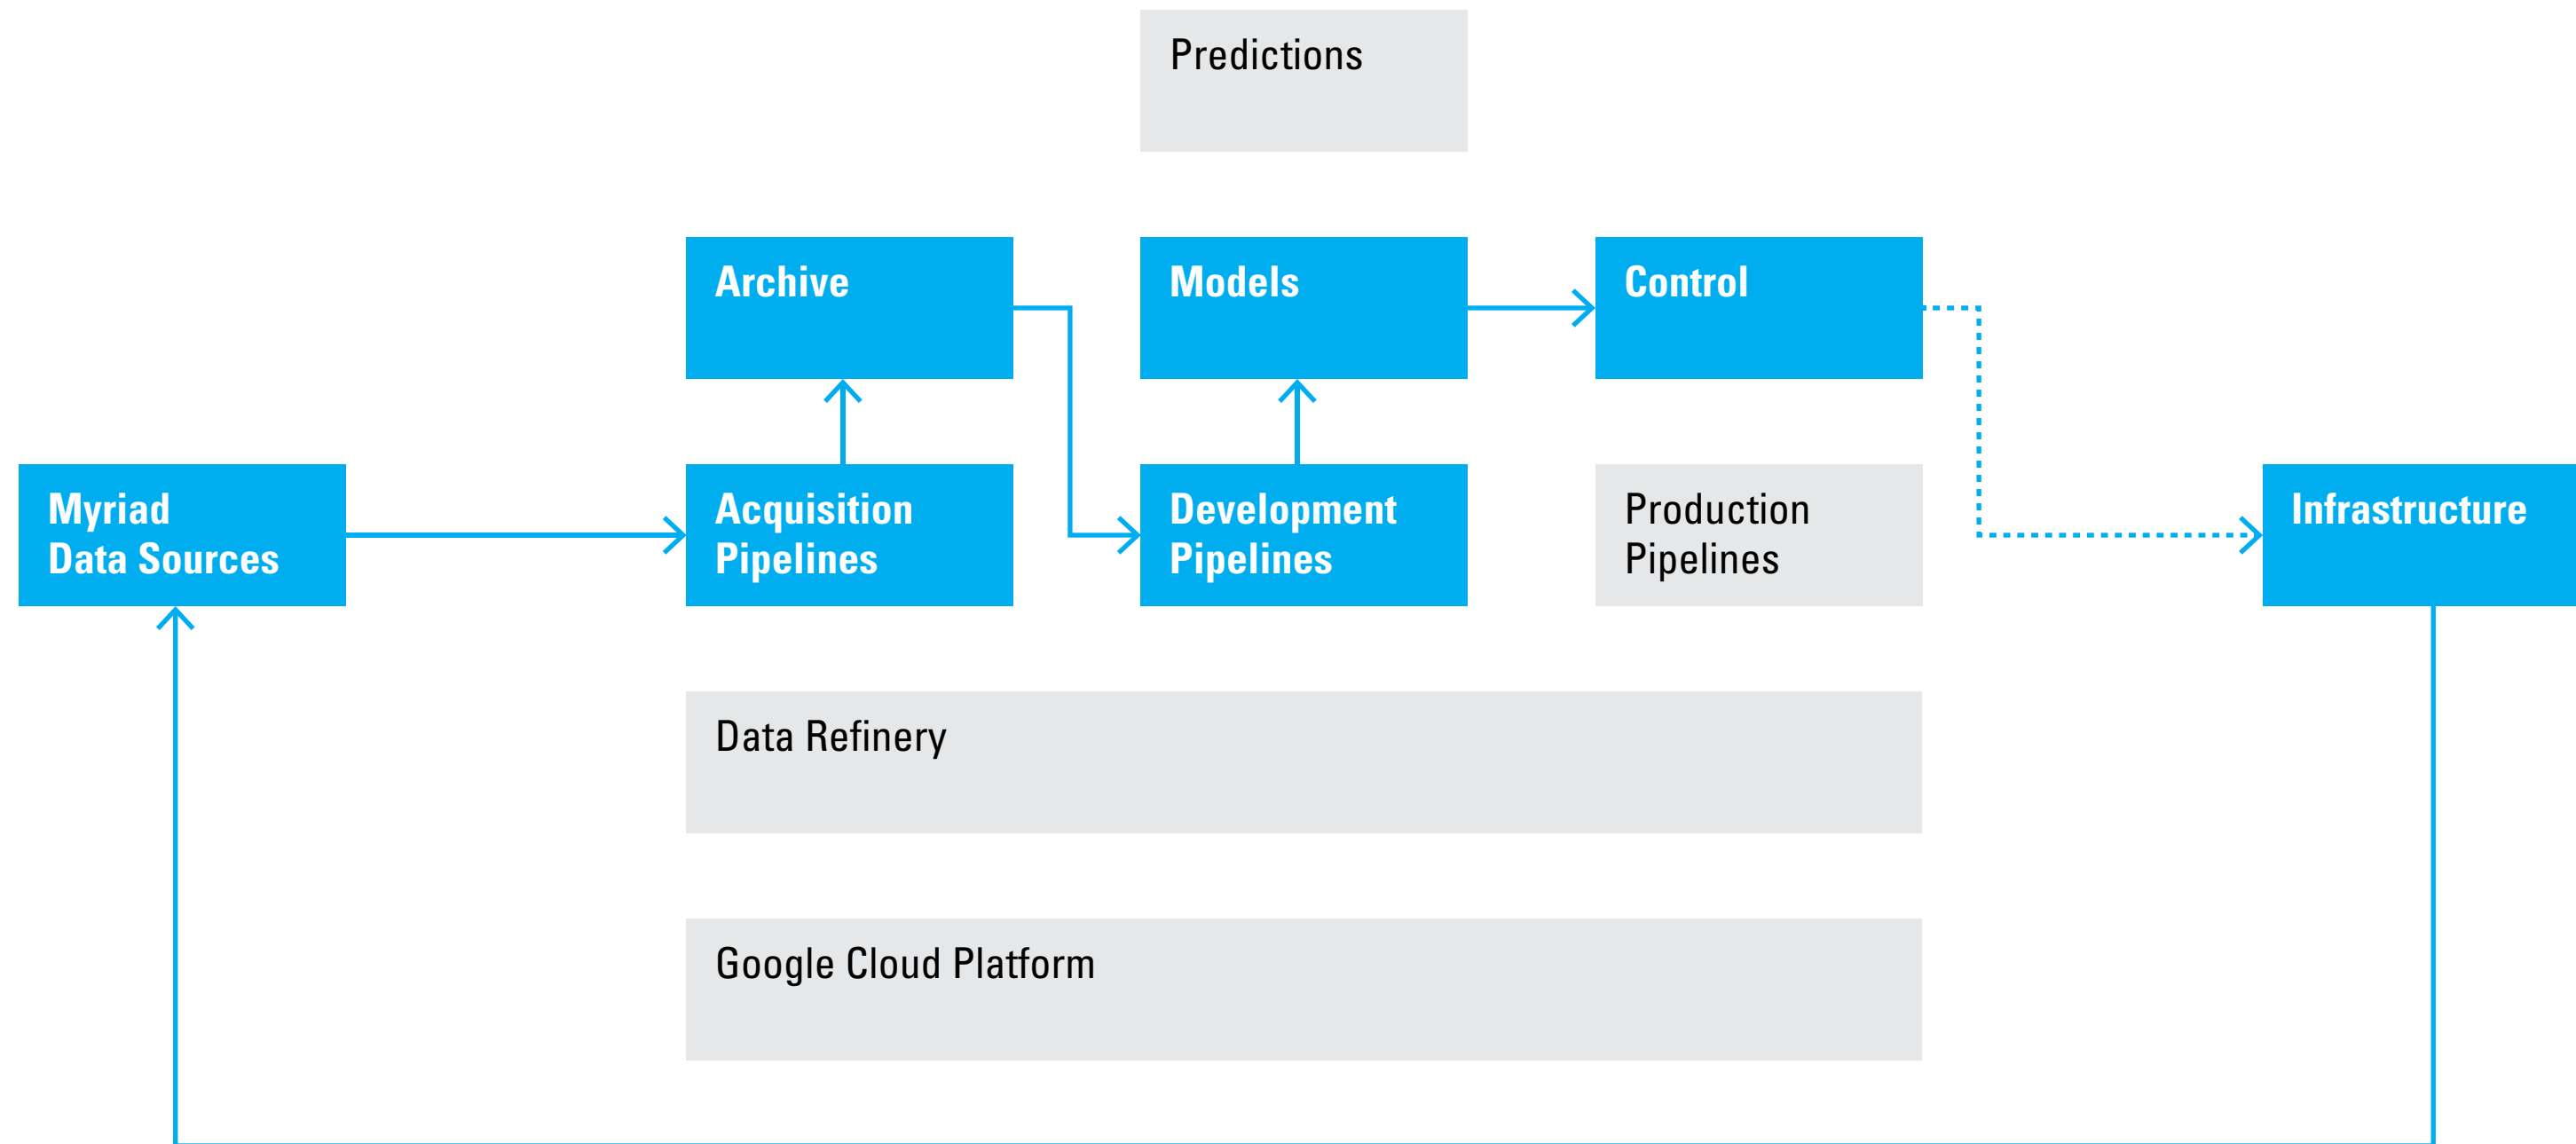 Predictions
Archive
Models
Control
Myriad
Data Sources
Acquisition
Pipelines
Development
Pipelines
Production
Pipelines
Infrastructure
Data Refinery
Google Cloud Platform